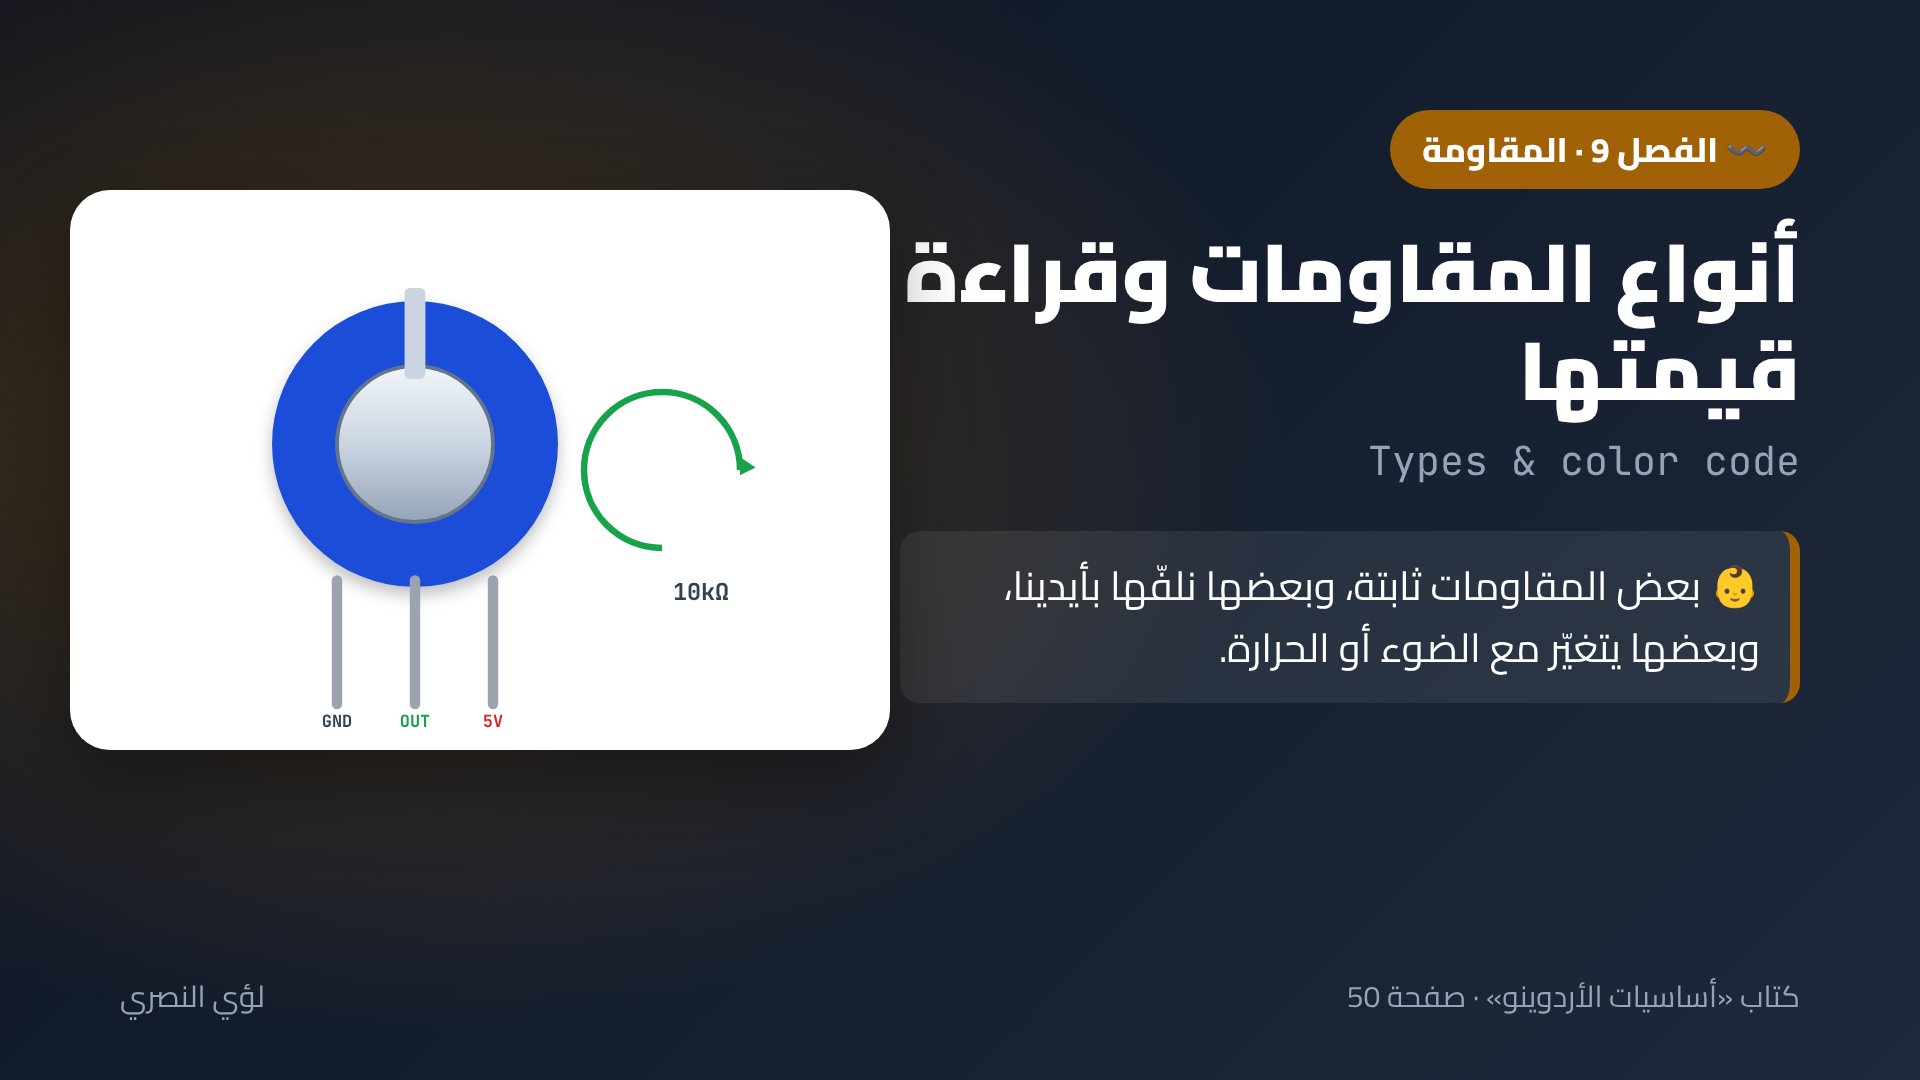 〰️ الفصل 9 · المقاومة
أنواع المقاومات وقراءة
قيمتها
Types & color code
👶 بعض المقاومات ثابتة، وبعضها نلفّها بأيدينا،
وبعضها يتغيّر مع الضوء أو الحرارة.
10kΩ
GND OUT 5V
كتاب «أساسيات الأردوينو» · صفحة 50
لؤي النصري